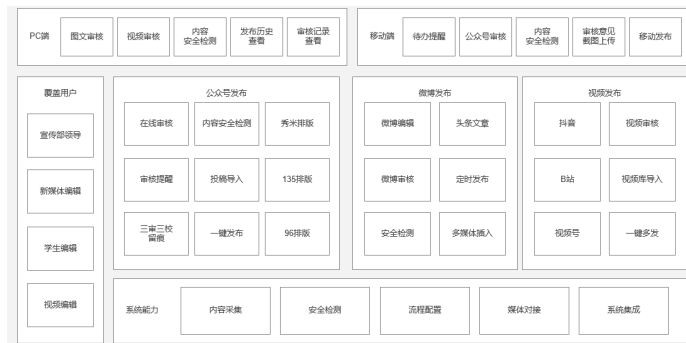 PC端
图文审核
视频审核
内容
安全检测
发布历史
查看
审核记录
查看
移动端
待办提醒
公众号审核
内容
安全检测
审核意见
截图上传
移动发布
覆盖用户
宣传部领导
新媒体编辑
学生编辑
视频编辑
公众号发布
在线审核
内容安全检测
秀米排版
审核提醒
投稿导入
135排版
三审三校
留痕
一键发布
96排版
微博发布
微博编辑
头条文章
微博审核
定时发布
安全检测
多媒体插入
视频发布
抖音
视频审核
B站
视频库导入
视频号
一键多发
系统能力
内容采集
安全检测
流程配置
媒体对接
系统集成